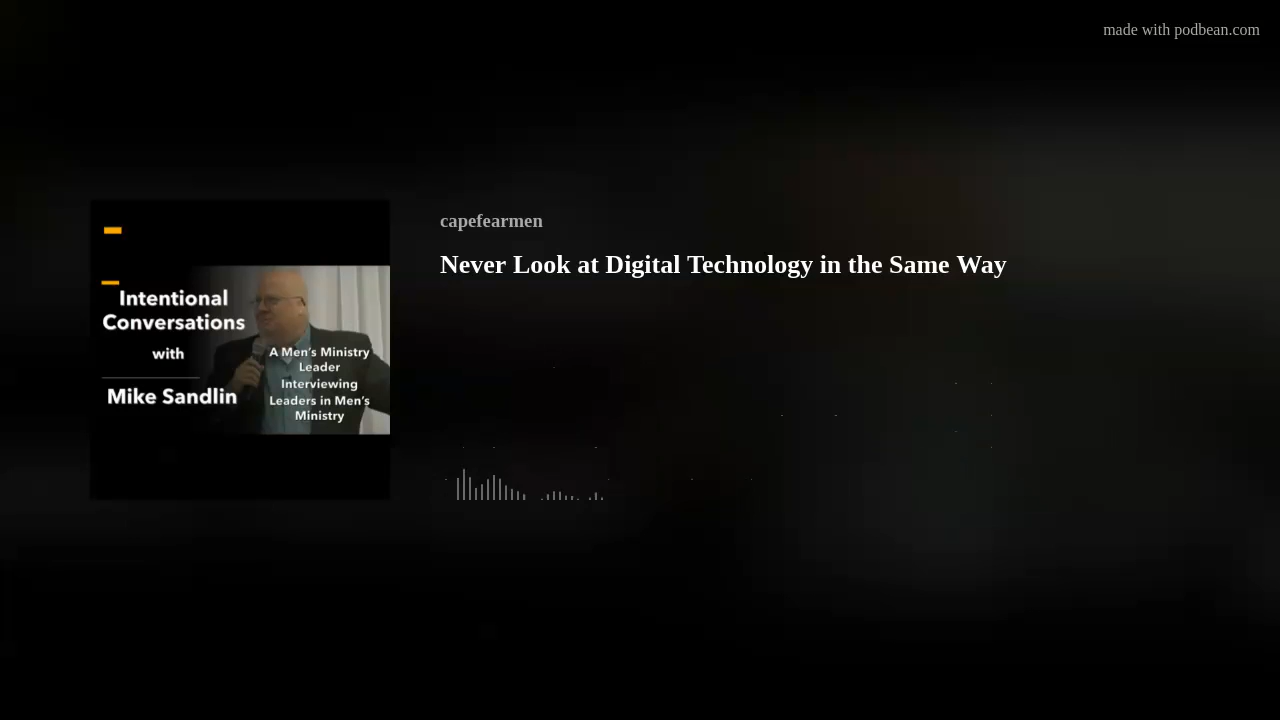 made with podbean.com
capefearmen
Never Look at Digital Technology in the Same Way
Intentional
Conversations
with
Mike Sandlin
A Men's Ministry
Leader
Interviewing
Leaders in Men's
Ministry